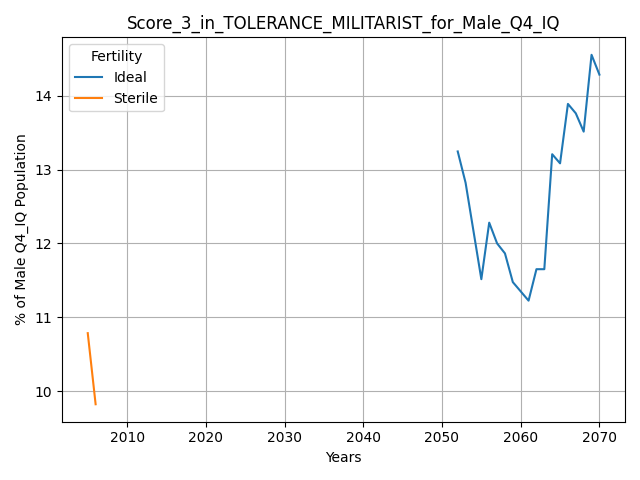 Score_3_in_TOLERANCE_MILITARIST_for_Male_Q4_IQ
Fertility
Ideal
Sterile
% of Male Q4_IQ Population
14
13
12
11
10
2010 2020 2030 2040 2050 2060 2070
Years